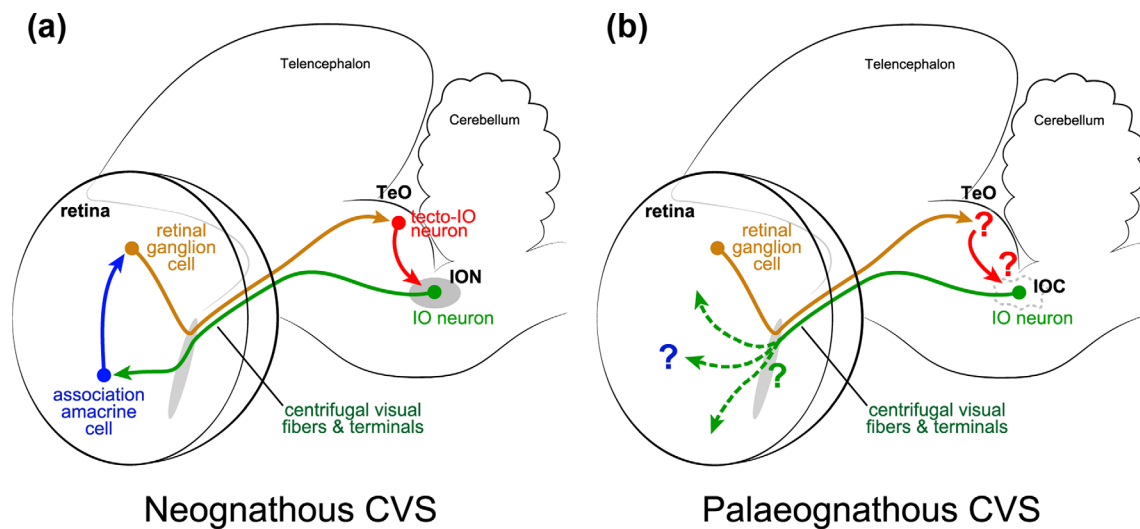 (a)
Telencephalon
Cerebellum
TeO
retina
tecto-IO
neuron
retinal
ganglion
cell
ION
IO neuron
association
amacrine
cell
centrifugal visual
fibers & terminals
Neognathous CVS
(b)
Telencephalon
Cerebellum
TeO
retina
?
retinal
ganglion
cell
?
IOC
IO neuron
?
?
centrifugal visual
fibers & terminals
Palaeognathous CVS